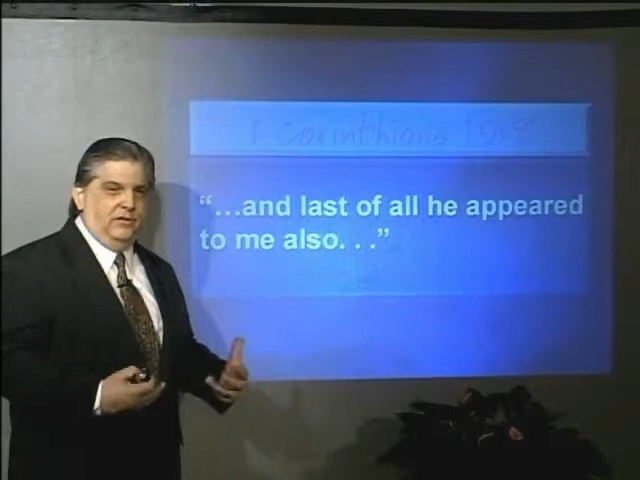 1 Corinthians 15:8
“…and last of all he appeared
to me also. . .”